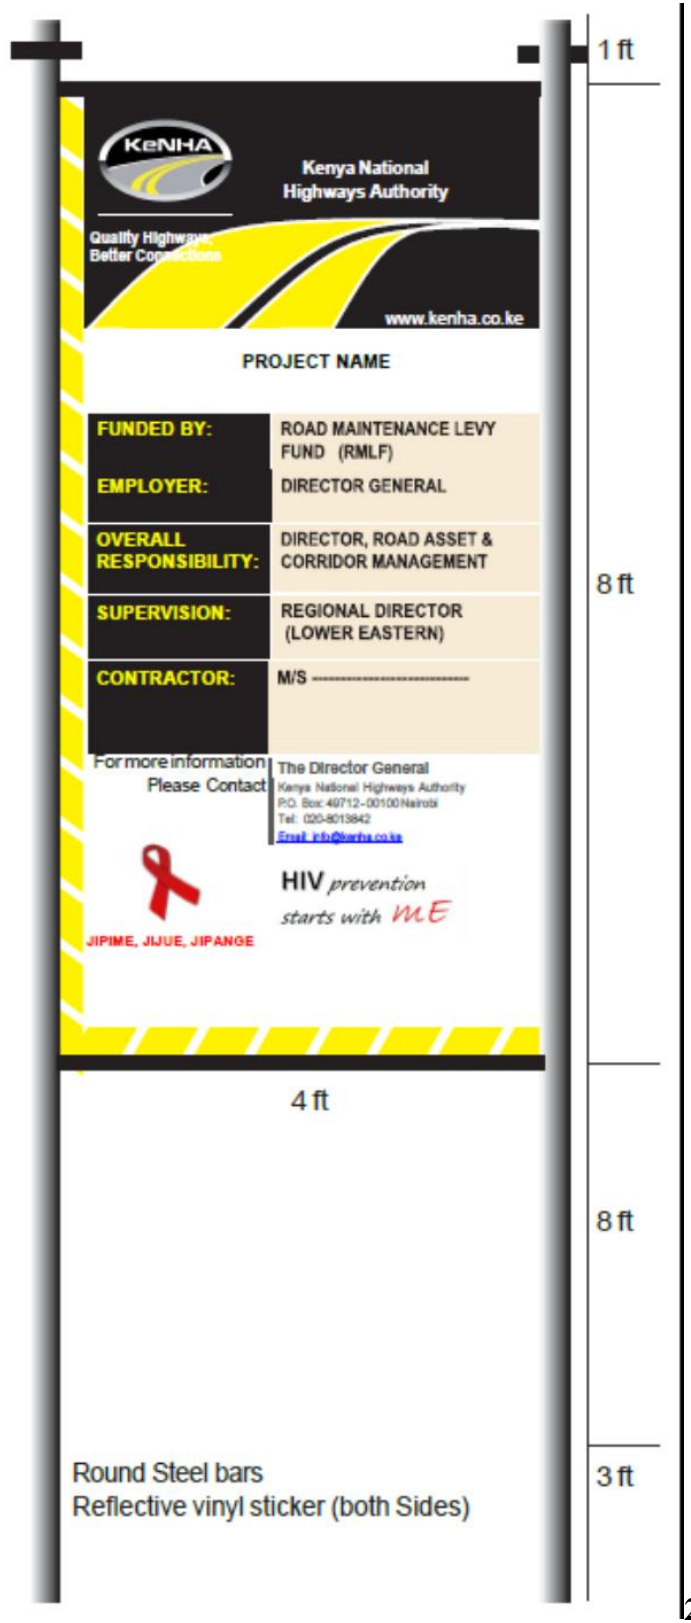 1 ft
KeNHA
Kenya National
Highways Authority
Quality Highways,
Better Connections
www.kenha.co.ke
PROJECT NAME
FUNDED BY:
ROAD MAINTENANCE LEVY
FUND (RMLF)
EMPLOYER:
DIRECTOR GENERAL
OVERALL
RESPONSIBILITY:
DIRECTOR, ROAD ASSET &
CORRIDOR MANAGEMENT
8 ft
SUPERVISION:
REGIONAL DIRECTOR
(LOWER EASTERN)
CONTRACTOR:
M/S ----------------------------
For more information
Please Contact
The Director General
Kenya National Highways Authority
P.O. Box: 49712-00100 Nairobi
Tel: 020-8013842
Email: info@kenha.co.ke
HIV prevention
starts with ME
JIPIME, JIJUE, JIPANGE
4 ft
8 ft
Round Steel bars
Reflective vinyl sticker (both Sides)
3 ft